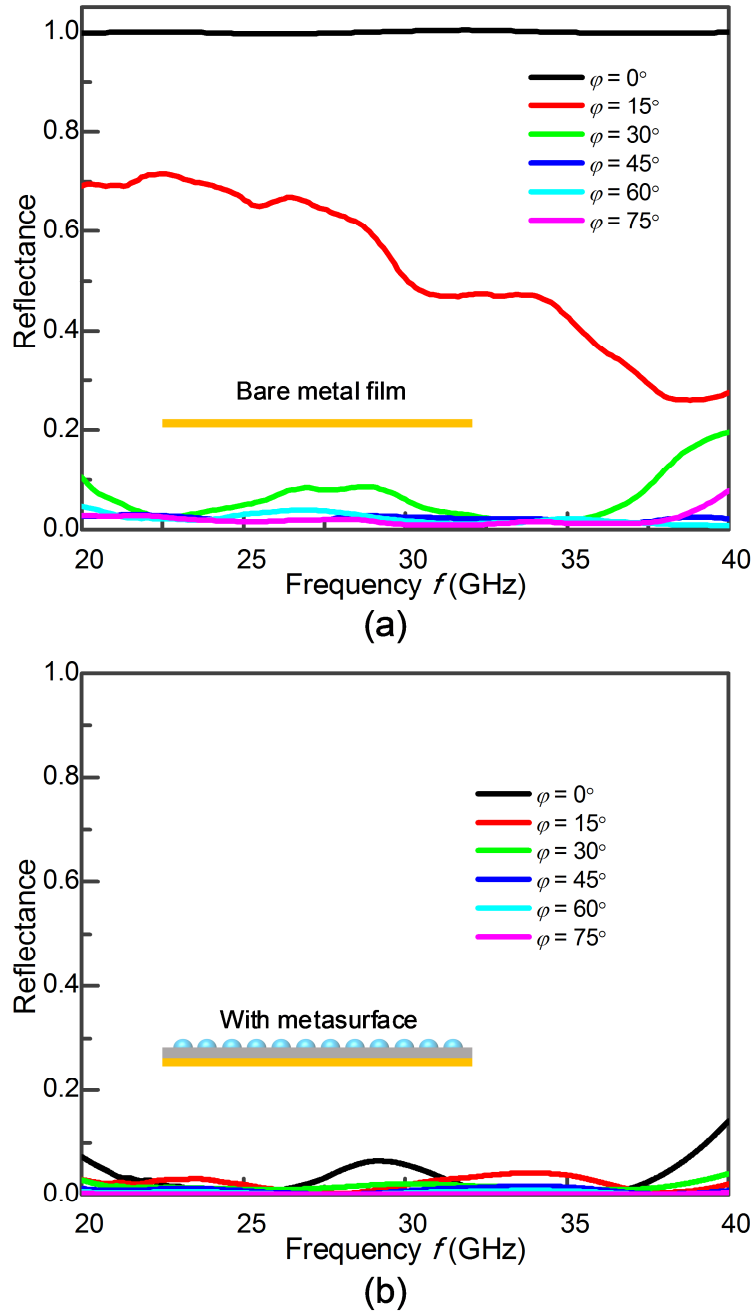 1.0
0.8
0.6
0.4
0.2
0.0
Reflectance
φ = 0°
φ = 15°
φ = 30°
φ = 45°
φ = 60°
φ = 75°
Bare metal film
20 25 30 35 40
Frequency f (GHz)
(a)
1.0
0.8
0.6
0.4
0.2
0.0
Reflectance
φ = 0°
φ = 15°
φ = 30°
φ = 45°
φ = 60°
φ = 75°
With metasurface
20 25 30 35 40
Frequency f (GHz)
(b)